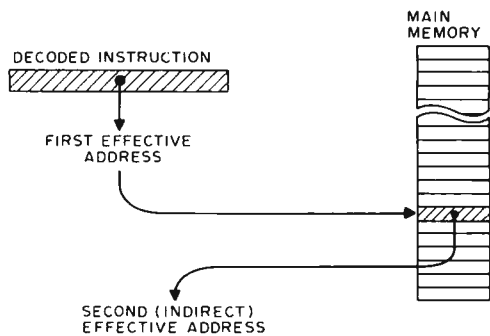 MAIN
MEMORY
DECODED INSTRUCTION
FIRST EFFECTIVE
ADDRESS
SECOND (INDIRECT)
EFFECTIVE ADDRESS